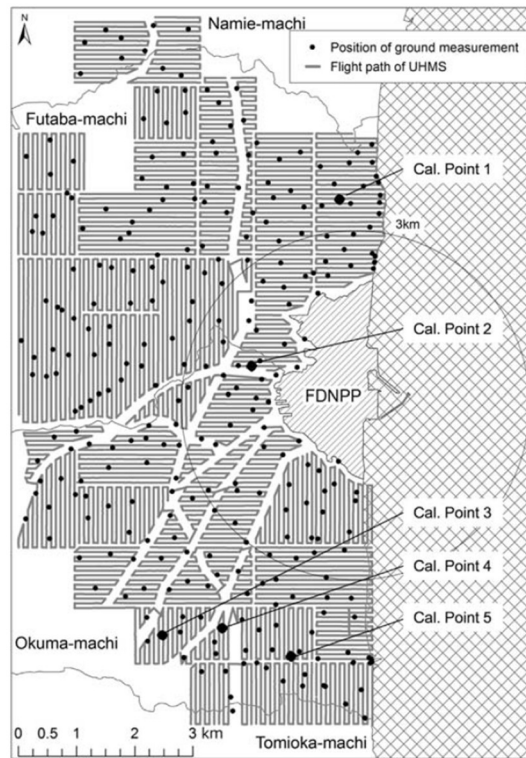 N
Namie-machi
Position of ground measurement
Flight path of UHMS
Futaba-machi
Cal. Point 1
3km
Cal. Point 2
FDNPP
Cal. Point 3
Cal. Point 4
Cal. Point 5
Okuma-machi
0 0.5 1 2 3 km
Tomioka-machi